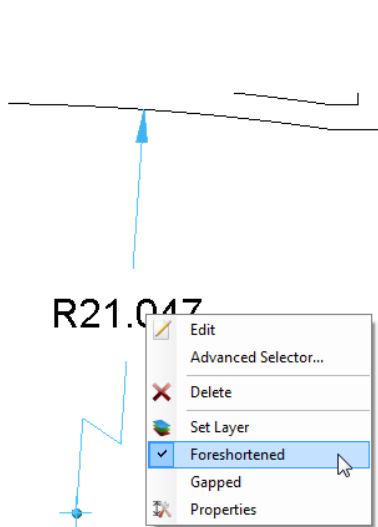 R21.047
Edit
Advanced Selector...
Delete
Set Layer
Foreshortened
Gapped
Properties